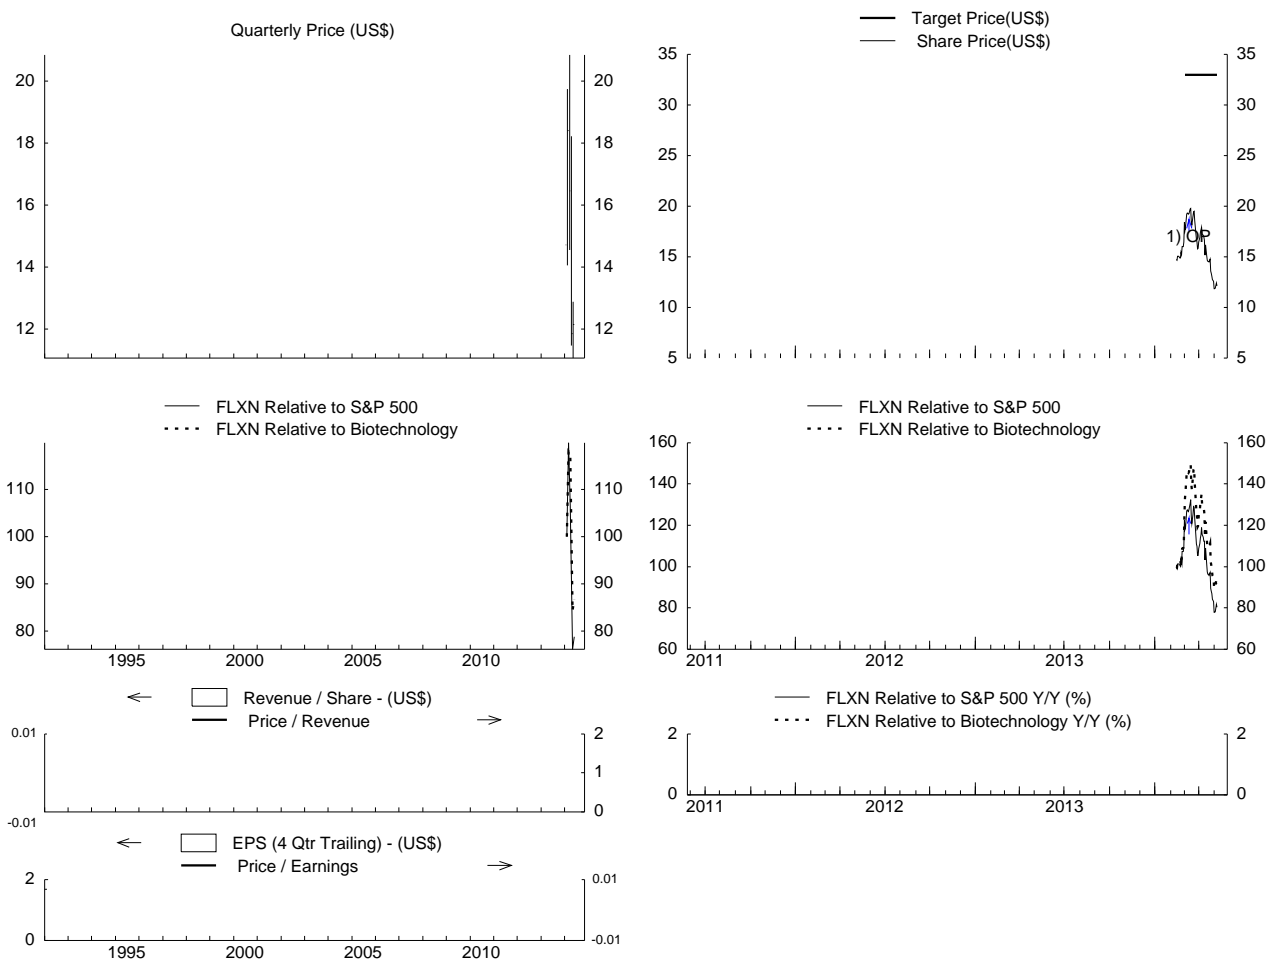 Quarterly Price (US$)
20 20
18 18
16 16
14 14
12 12
Target Price(US$)
Share Price(US$)
35 35
30 30
25 25
20 20
1) OP
15 15
10 10
5 5
FLXN Relative to S&P 500
FLXN Relative to Biotechnology
110 110
100 100
90 90
80 80
1995 2000 2005 2010
FLXN Relative to S&P 500
FLXN Relative to Biotechnology
160 160
140 140
120 120
100 100
80 80
60 60
2011 2012 2013
Revenue / Share - (US$)
Price / Revenue
0.01 2
1
-0.01 0
FLXN Relative to S&P 500 Y/Y (%)
FLXN Relative to Biotechnology Y/Y (%)
2 2
0 0
2011 2012 2013
EPS (4 Qtr Trailing) - (US$)
Price / Earnings
2 0.01
0 -0.01
1995 2000 2005 2010